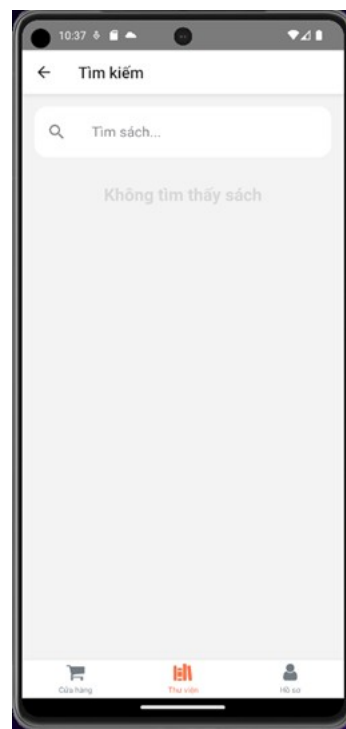 10:37
Tìm kiếm
Tìm sách...
Không tìm thấy sách
Cửa hàng
Thư viện
Hồ sơ